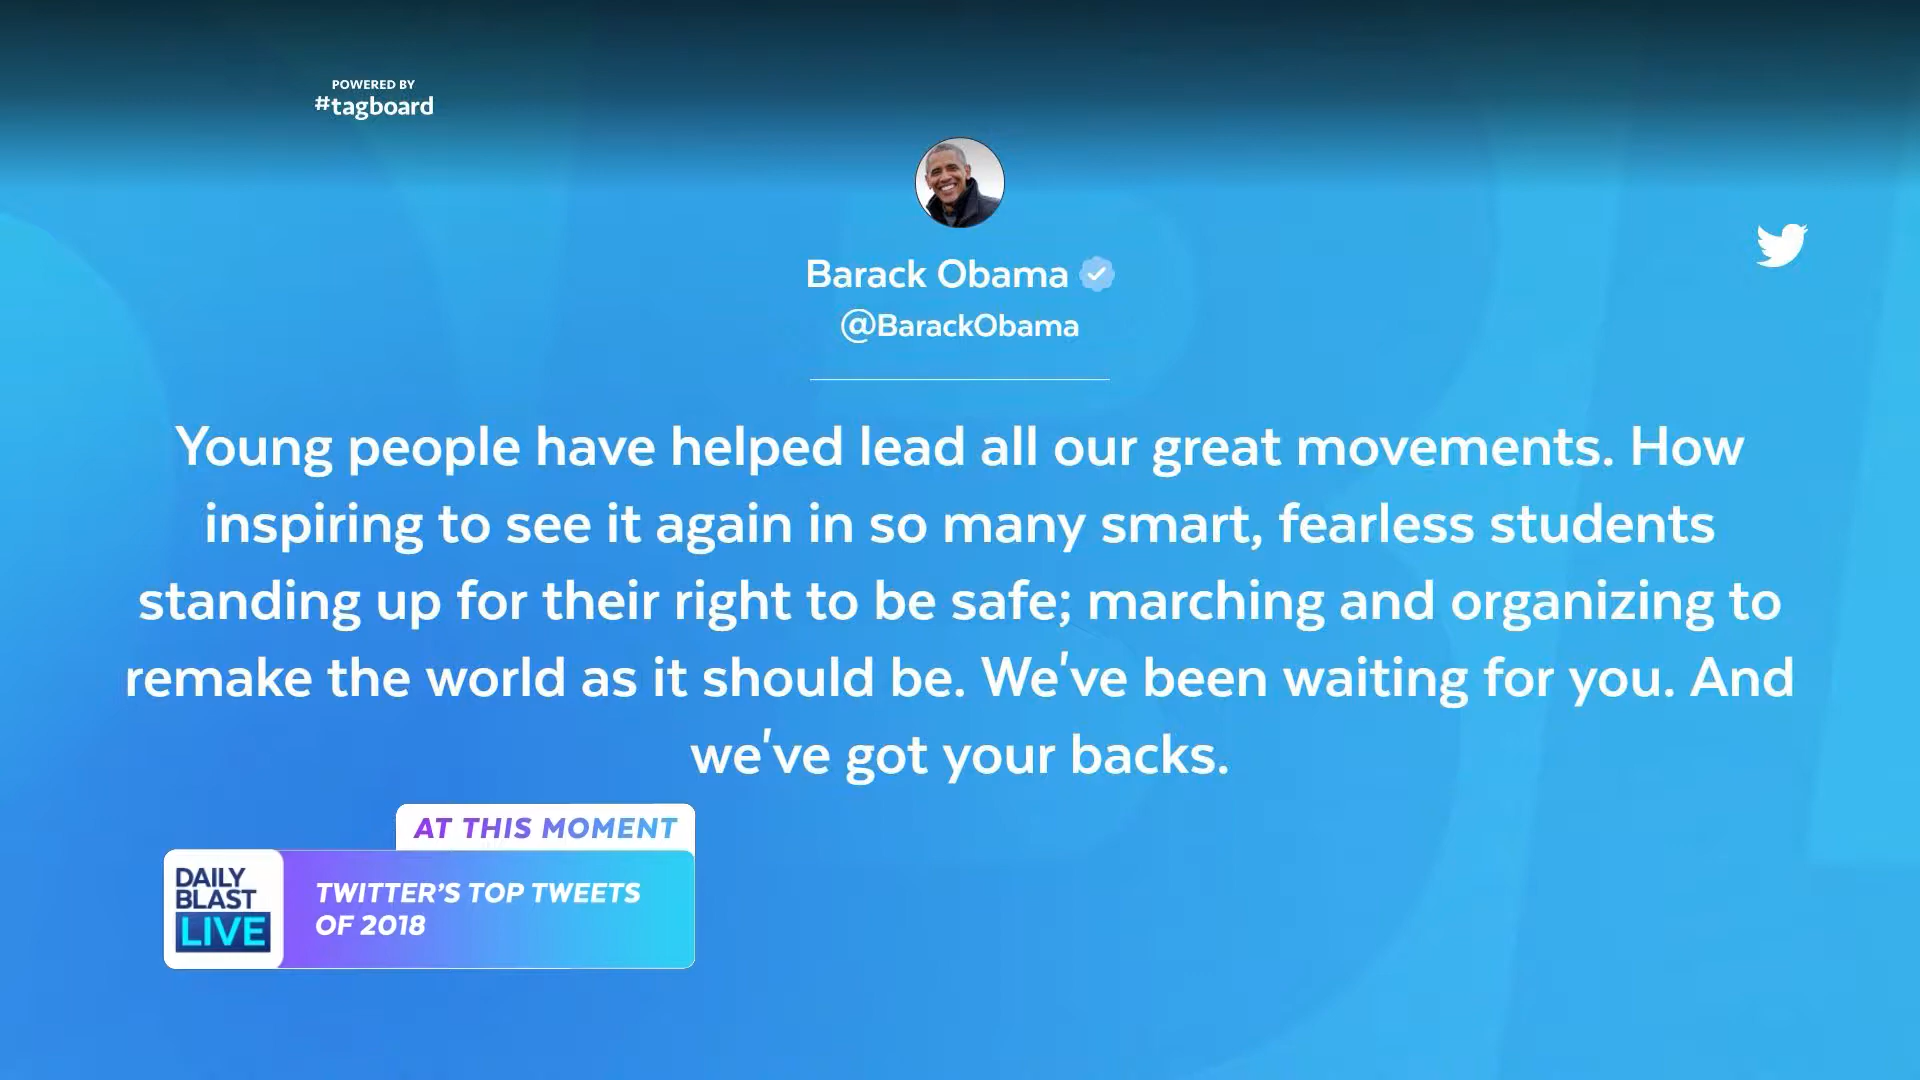 POWERED BY
#tagboard
Barack Obama
@BarackObama
Young people have helped lead all our great movements. How
inspiring to see it again in so many smart, fearless students
standing up for their right to be safe; marching and organizing to
remake the world as it should be. We've been waiting for you. And
we've got your backs.
AT THIS MOMENT
DAILY
BLAST
LIVE
TWITTER’S TOP TWEETS
OF 2018